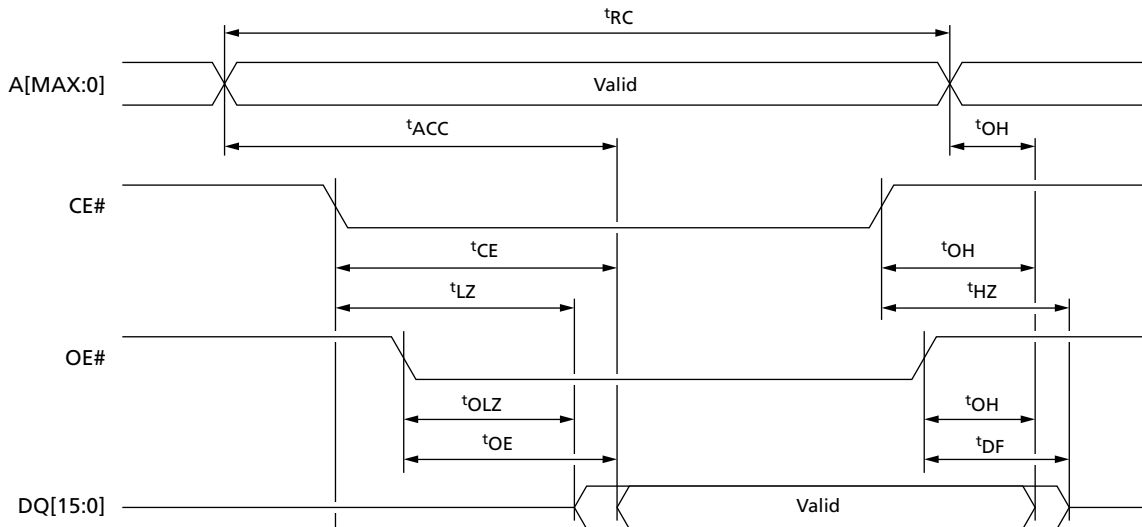 tRC
A[MAX:0]
Valid
tACC
tOH
CE#
tCE
tOH
tLZ
tHZ
OE#
tOLZ
tOH
tOE
tDF
DQ[15:0]
Valid